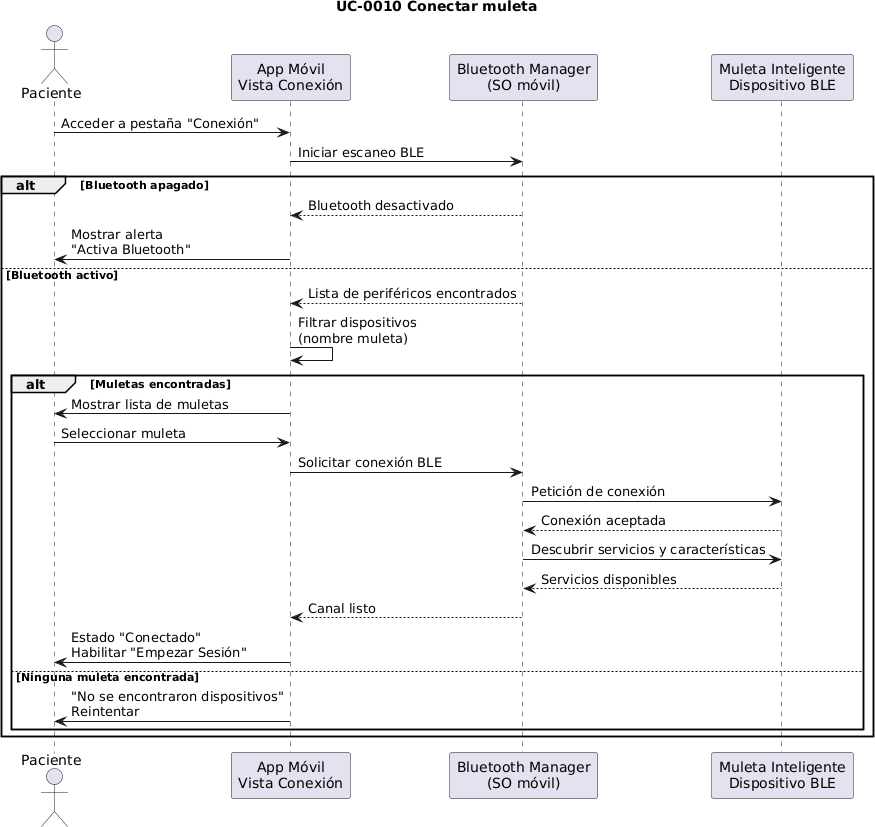 UC-0010 Conectar muleta
Paciente
App Móvil
Vista Conexión
Bluetooth Manager
(SO móvil)
Muleta Inteligente
Dispositivo BLE
Acceder a pestaña "Conexión"
Iniciar escaneo BLE
alt
[Bluetooth apagado]
Bluetooth desactivado
Mostrar alerta
"Activa Bluetooth"
[Bluetooth activo]
Lista de periféricos encontrados
Filtrar dispositivos
(nombre muleta)
alt
[Muletas encontradas]
Mostrar lista de muletas
Seleccionar muleta
Solicitar conexión BLE
Petición de conexión
Conexión aceptada
Descubrir servicios y características
Servicios disponibles
Canal listo
Estado "Conectado"
Habilitar "Empezar Sesión"
[Ninguna muleta encontrada]
"No se encontraron dispositivos"
Reintentar
Paciente
App Móvil
Vista Conexión
Bluetooth Manager
(SO móvil)
Muleta Inteligente
Dispositivo BLE